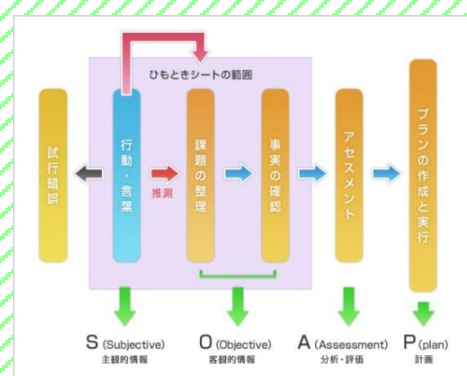 ひもときシートの範囲
試行錯誤
行動・言葉
推測
課題の整理
事実の確認
アセスメント
プランの作成と実行
S (Subjective)
主観的情報
O (Objective)
客観的情報
A (Assessment)
分析・評価
P (plan)
計画